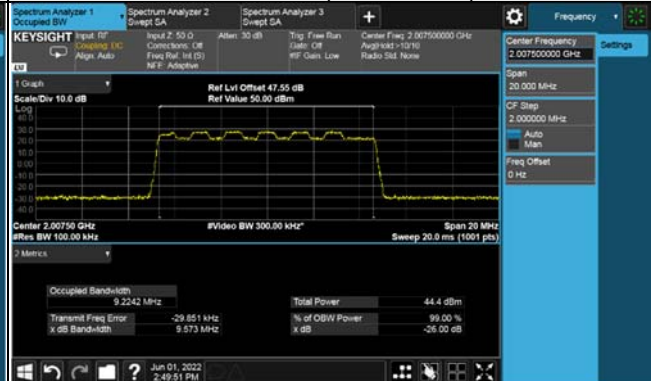 Spectrum Analyzer 1
Occupied BW
Spectrum Analyzer 2
Swept SA
Spectrum Analyzer 3
Swept SA
+
Frequency
KEYSIGHT
Input: RF
Coupling: DC
Align: Auto
Input Z: 50 Ω
Corrections: Off
Freq Ref: Int (S)
NFE: Adaptive
Atten: 30 dB
Trig: Free Run
Gate: Off
#IF Gain: Low
Center Freq: 2.007500000 GHz
Avg|Hold:>10/10
Radio Std: None
Center Frequency
2.007500000 GHz
Settings
Span
20.000 MHz
CF Step
2.000000 MHz
Auto
Man
Freq Offset
0 Hz
1 Graph
Scale/Div 10.0 dB
Ref Lvl Offset 47.55 dB
Ref Value 50.00 dBm
Log
40.0
30.0
20.0
10.0
0.00
-10.0
-20.0
-30.0
-40.0
Center 2.00750 GHz
#Res BW 100.00 kHz
#Video BW 300.00 kHz*
Span 20 MHz
Sweep 20.0 ms (1001 pts)
2 Metrics
Occupied Bandwidth
9.2242 MHz
Total Power 44.4 dBm
Transmit Freq Error -29.851 kHz
% of OBW Power 99.00 %
x dB Bandwidth 9.573 MHz
x dB -26.00 dB
?
Jun 01, 2022
2:49:51 PM